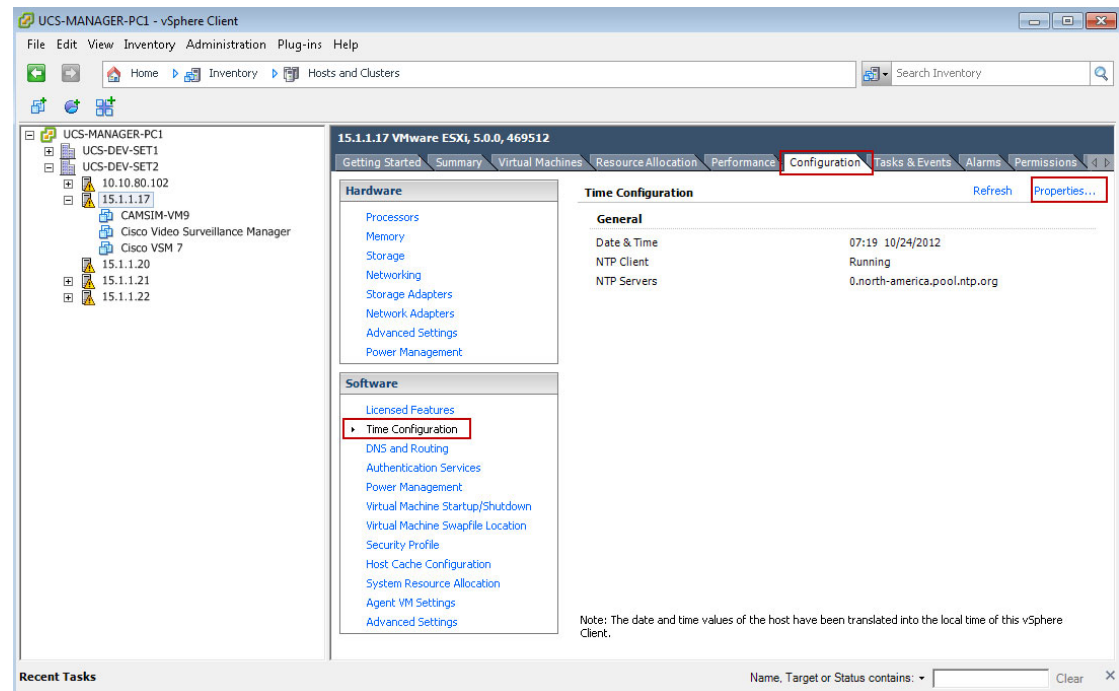 UCS-MANAGER-PC1 - vSphere Client
File Edit View Inventory Administration Plug-ins Help
Home Inventory Hosts and Clusters
Search Inventory
UCS-MANAGER-PC1
UCS-DEV-SET1
UCS-DEV-SET2
10.10.80.102
15.1.1.17
CAMSIM-VM9
Cisco Video Surveillance Manager
Cisco VSM 7
15.1.1.20
15.1.1.21
15.1.1.22
15.1.1.17 VMware ESXi, 5.0.0, 469512
Getting Started Summary Virtual Machines Resource Allocation Performance Configuration Tasks & Events Alarms Permissions
Hardware
Processors
Memory
Storage
Networking
Storage Adapters
Network Adapters
Advanced Settings
Power Management
Software
Licensed Features
Time Configuration
DNS and Routing
Authentication Services
Power Management
Virtual Machine Startup/Shutdown
Virtual Machine Swapfile Location
Security Profile
Host Cache Configuration
System Resource Allocation
Agent VM Settings
Advanced Settings
Time Configuration Refresh Properties...
General
Date & Time 07:19 10/24/2012
NTP Client Running
NTP Servers 0.north-america.pool.ntp.org
Note: The date and time values of the host have been translated into the local time of this vSphere
Client.
Recent Tasks Name, Target or Status contains: Clear